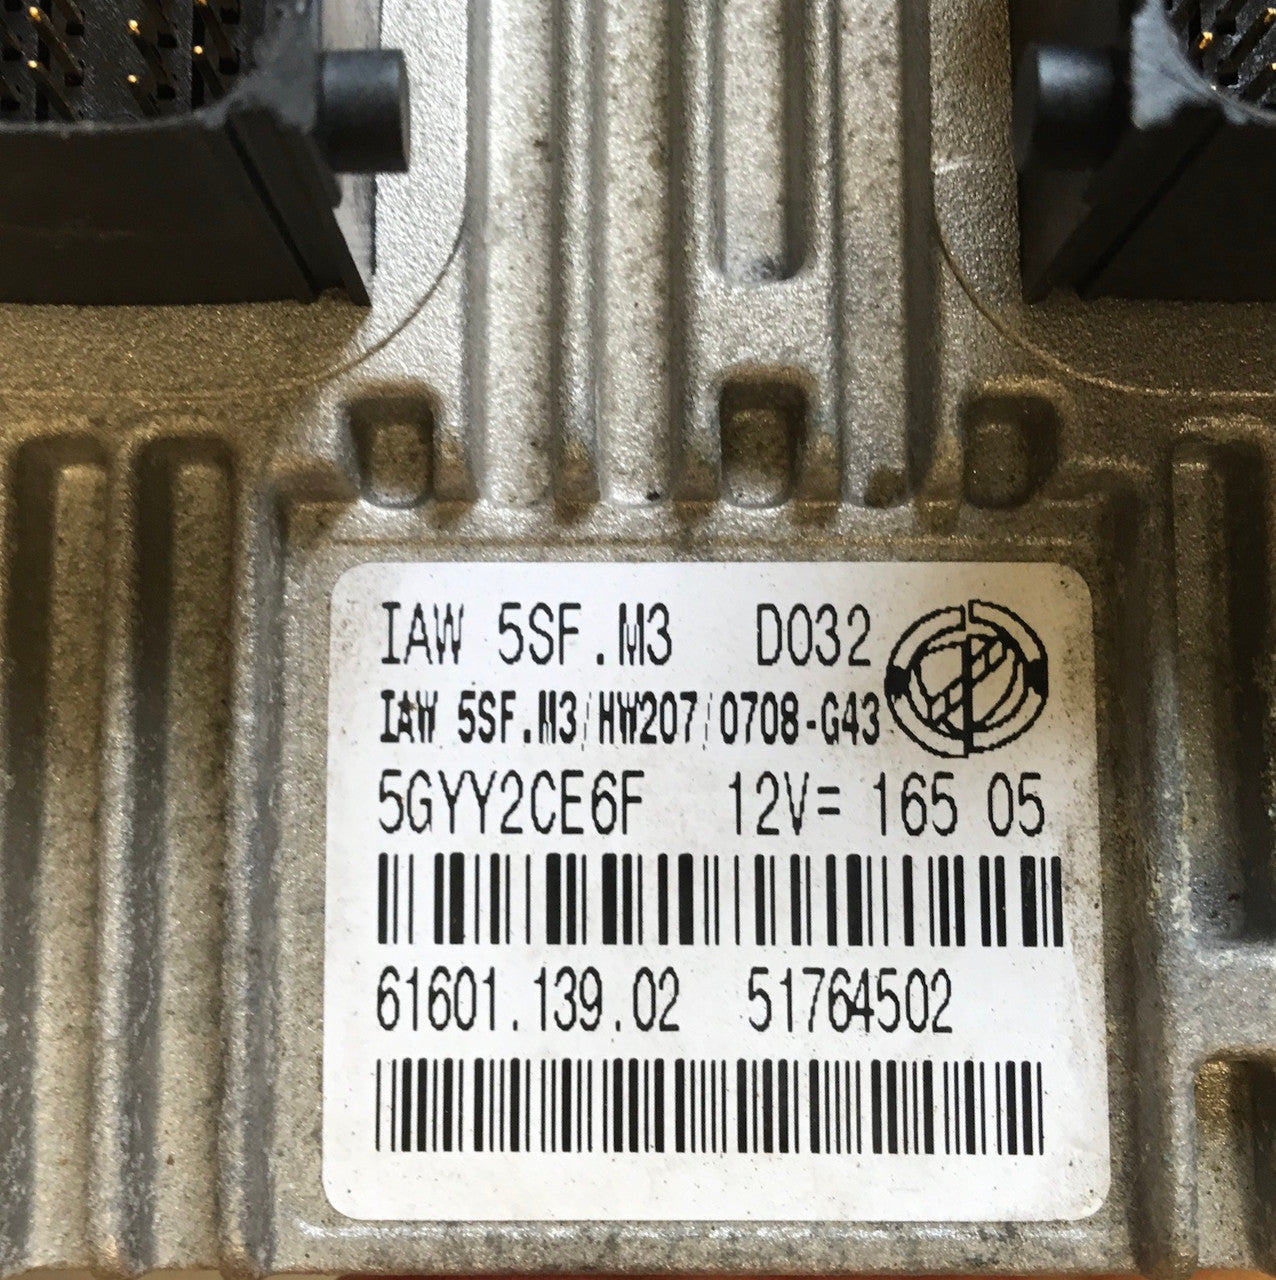 IAW 5SF.M3 D032
IAW 5SF.M3/HW207/0708-G43
5GYY2CE6F 12V= 165 05
61601.139.02 51764502